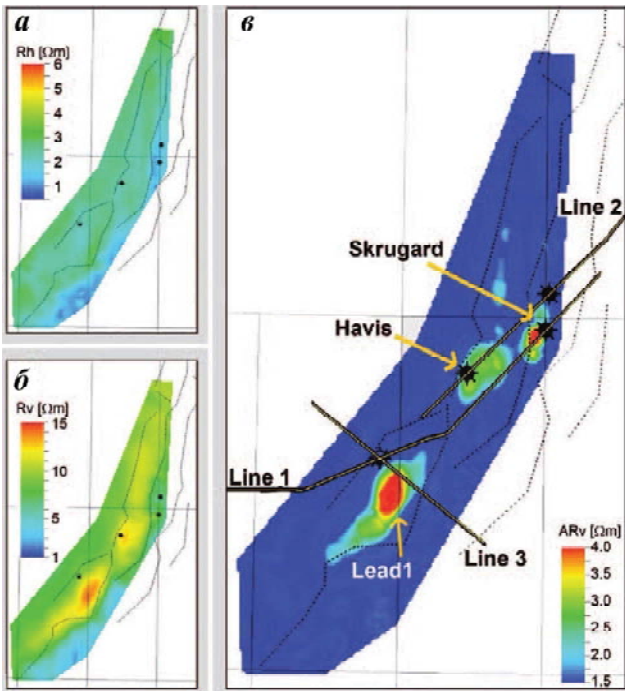 а
Rh [Ωm]
6
5
4
3
2
1
б
Rv [Ωm]
15
10
5
1
в
Line 2
Skrugard
Havis
Line 1
Lead1
Line 3
ARv [Ωm]
4.0
3.5
3.0
2.5
2.0
1.5